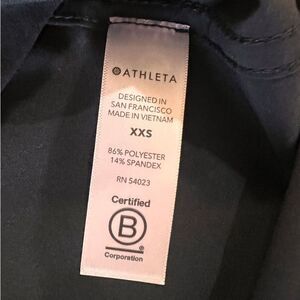 ATHLETA
DESIGNED IN
SAN FRANCISCO
MADE IN VIETNAM
XXS
86% POLYESTER
14% SPANDEX
RN 54023
Certified
B
Corporation